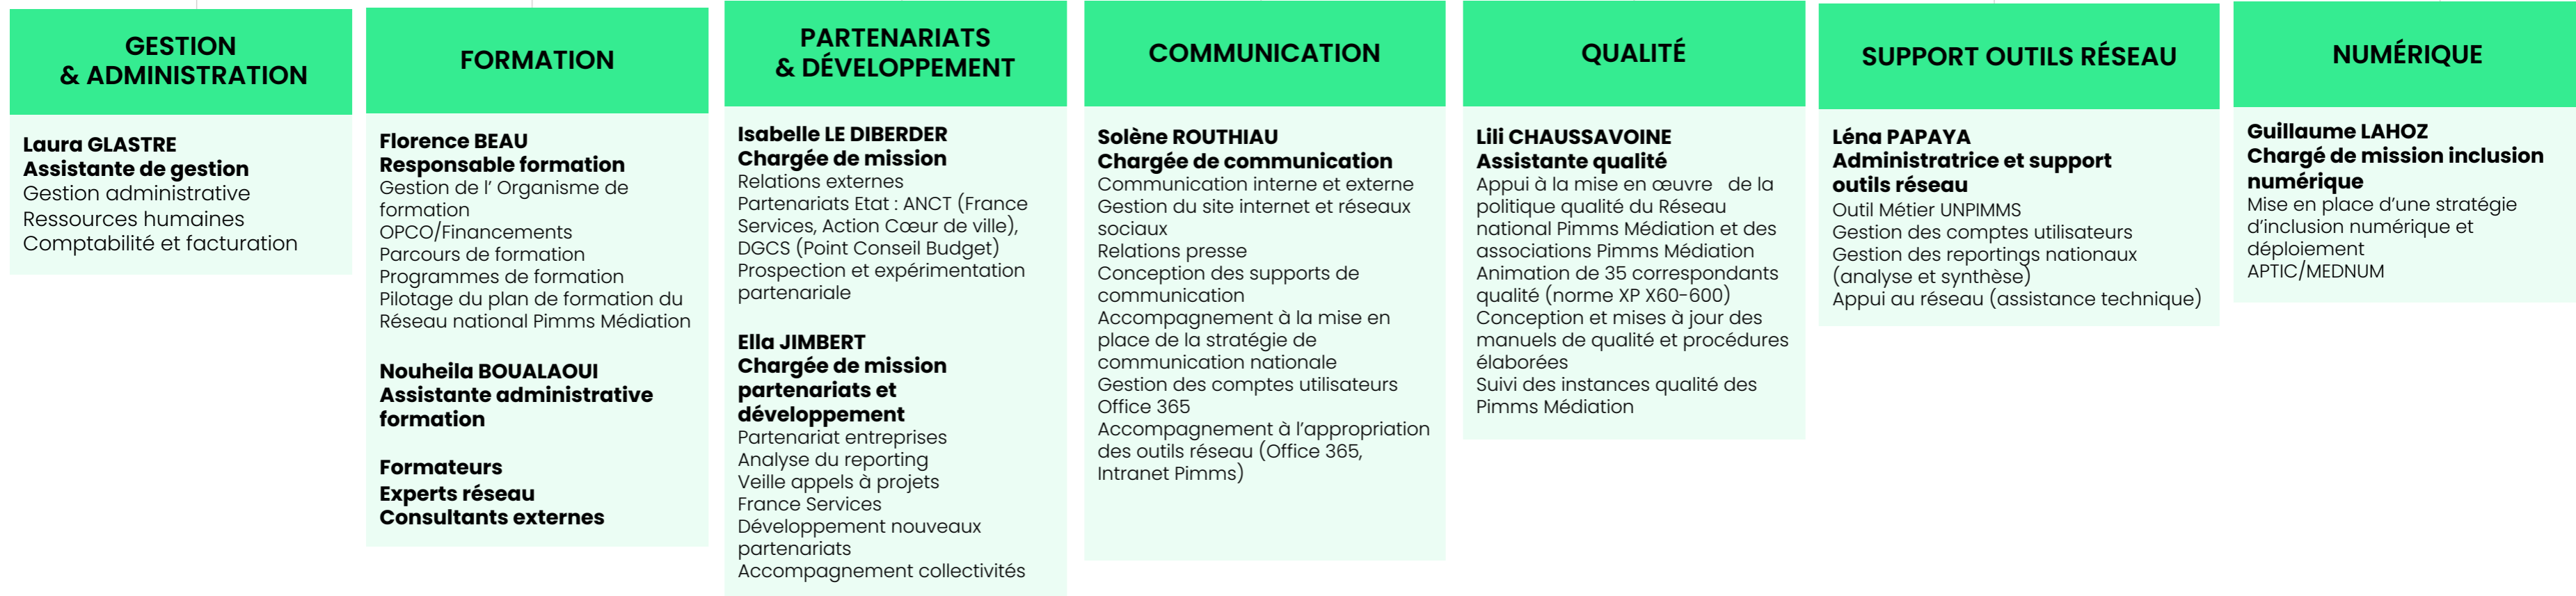 GESTION
& ADMINISTRATION
Laura GLASTRE
Assistante de gestion
Gestion administrative
Ressources humaines
Comptabilité et facturation
FORMATION
Florence BEAU
Responsable formation
Gestion de l’ Organisme de
formation
OPCO/Financements
Parcours de formation
Programmes de formation
Pilotage du plan de formation du
Réseau national Pimms Médiation
Nouheila BOUALAOUI
Assistante administrative
formation
Formateurs
Experts réseau
Consultants externes
PARTENARIATS
& DÉVELOPPEMENT
Isabelle LE DIBERDER
Chargée de mission
Relations externes
Partenariats Etat : ANCT (France
Services, Action Cœur de ville),
DGCS (Point Conseil Budget)
Prospection et expérimentation
partenariale
Ella JIMBERT
Chargée de mission
partenariats et
développement
Partenariat entreprises
Analyse du reporting
Veille appels à projets
France Services
Développement nouveaux
partenariats
Accompagnement collectivités
COMMUNICATION
Solène ROUTHIAU
Chargée de communication
Communication interne et externe
Gestion du site internet et réseaux
sociaux
Relations presse
Conception des supports de
communication
Accompagnement à la mise en
place de la stratégie de
communication nationale
Gestion des comptes utilisateurs
Office 365
Accompagnement à l’appropriation
des outils réseau (Office 365,
Intranet Pimms)
QUALITÉ
Lili CHAUSSAVOINE
Assistante qualité
Appui à la mise en œuvre de la
politique qualité du Réseau
national Pimms Médiation et des
associations Pimms Médiation
Animation de 35 correspondants
qualité (norme XP X60-600)
Conception et mises à jour des
manuels de qualité et procédures
élaborées
Suivi des instances qualité des
Pimms Médiation
SUPPORT OUTILS RÉSEAU
Léna PAPAYA
Administratrice et support
outils réseau
Outil Métier UNPIMMS
Gestion des comptes utilisateurs
Gestion des reportings nationaux
(analyse et synthèse)
Appui au réseau (assistance technique)
NUMÉRIQUE
Guillaume LAHOZ
Chargé de mission inclusion
numérique
Mise en place d’une stratégie
d’inclusion numérique et
déploiement
APTIC/MEDNUM